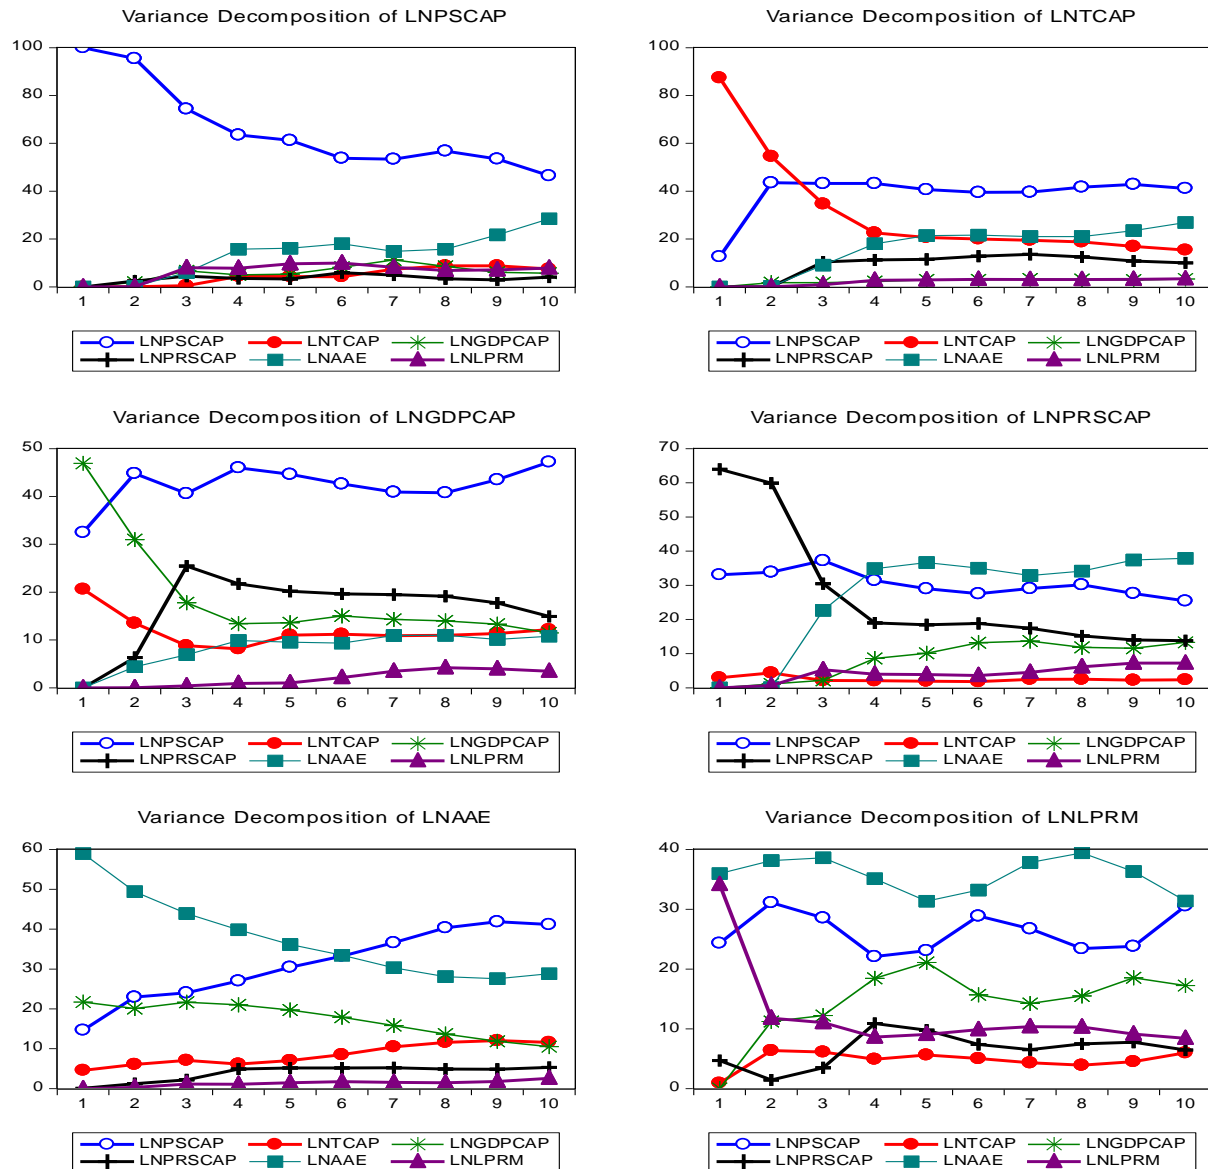 Variance Decomposition of LNPSCAP
100
80
60
40
20
0
1 2 3 4 5 6 7 8 9 10
LNPSCAP LNTCAP LNGDPCAP
LNPRSCAP LNAAE LNLPRM
Variance Decomposition of LNTCAP
100
80
60
40
20
0
1 2 3 4 5 6 7 8 9 10
LNPSCAP LNTCAP LNGDPCAP
LNPRSCAP LNAAE LNLPRM
Variance Decomposition of LNGDPCAP
50
40
30
20
10
0
1 2 3 4 5 6 7 8 9 10
LNPSCAP LNTCAP LNGDPCAP
LNPRSCAP LNAAE LNLPRM
Variance Decomposition of LNPRSCAP
70
60
50
40
30
20
10
0
1 2 3 4 5 6 7 8 9 10
LNPSCAP LNTCAP LNGDPCAP
LNPRSCAP LNAAE LNLPRM
Variance Decomposition of LNAAE
60
50
40
30
20
10
0
1 2 3 4 5 6 7 8 9 10
LNPSCAP LNTCAP LNGDPCAP
LNPRSCAP LNAAE LNLPRM
Variance Decomposition of LNLPRM
40
30
20
10
0
1 2 3 4 5 6 7 8 9 10
LNPSCAP LNTCAP LNGDPCAP
LNPRSCAP LNAAE LNLPRM